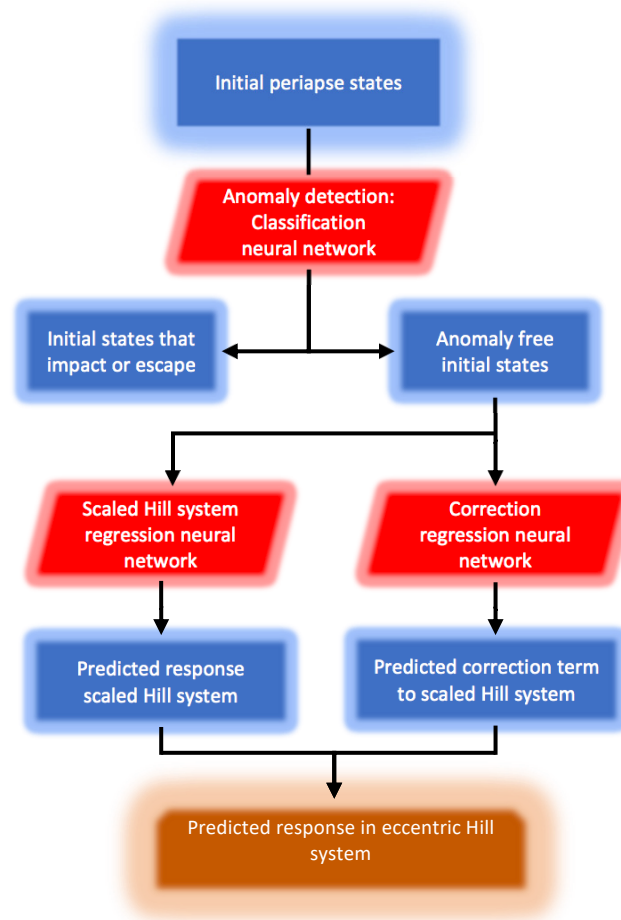 Initial periapse states
Anomaly detection:
Classification
neural network
Initial states that
impact or escape
Anomaly free
initial states
Scaled Hill system
regression neural
network
Correction
regression neural
network
Predicted response
scaled Hill system
Predicted correction term
to scaled Hill system
Predicted response in eccentric Hill
system